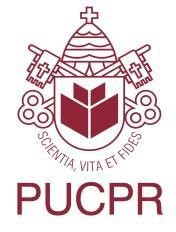 SCIENTIA, VITA ET FIDES
PUCPR